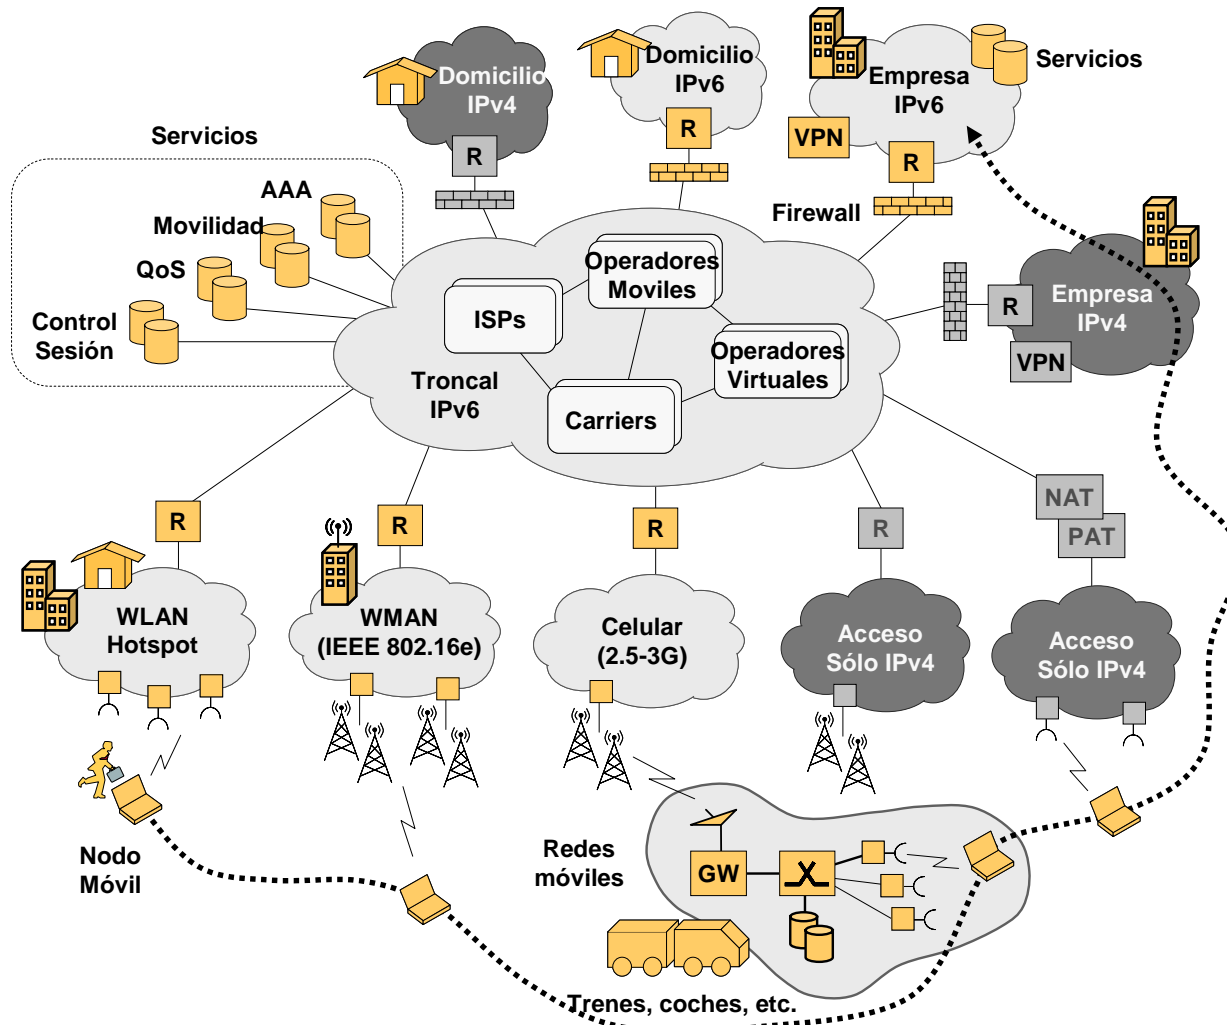 Domicilio
IPv4
R
Domicilio
IPv6
R
Empresa
IPv6
Servicios
VPN
R
Firewall
Servicios
AAA
Movilidad
QoS
Control
Sesión
ISPs
Operadores
Moviles
Operadores
Virtuales
Carriers
Troncal
IPv6
R
Empresa
IPv4
VPN
R
WLAN
Hotspot
R
WMAN
(IEEE 802.16e)
R
Celular
(2.5-3G)
R
Acceso
Sólo IPv4
NAT
PAT
Acceso
Sólo IPv4
Nodo
Móvil
Redes
móviles
GW
Trenes, coches, etc.